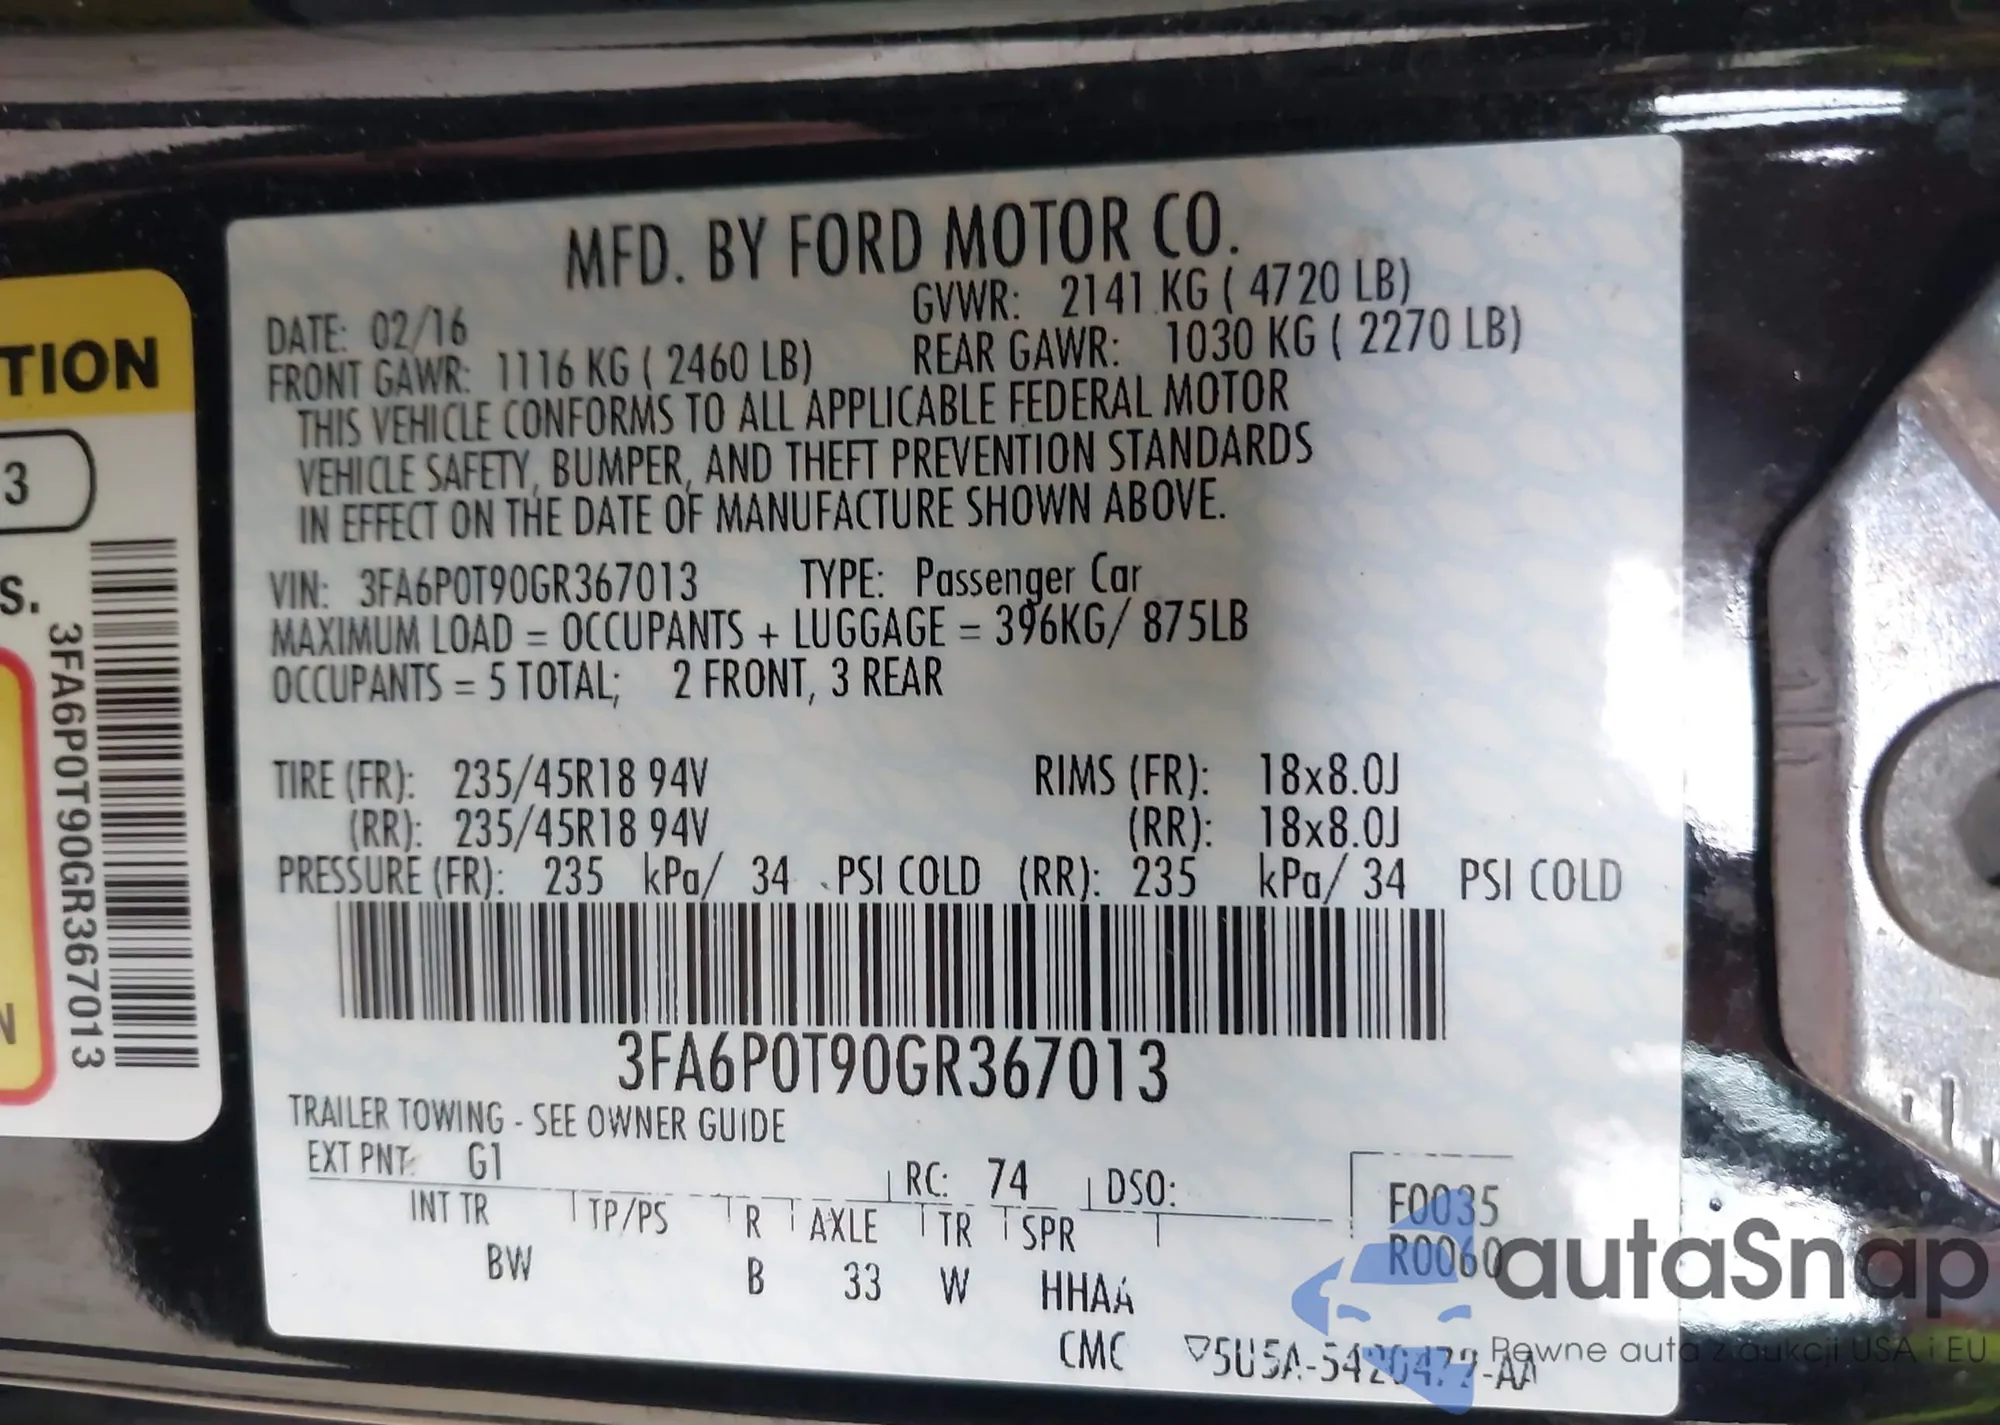 MFD. BY FORD MOTOR CO.
DATE: 02/16 GVWR: 2141 KG ( 4720 LB)
FRONT GAWR: 1116 KG ( 2460 LB) REAR GAWR: 1030 KG ( 2270 LB)
THIS VEHICLE CONFORMS TO ALL APPLICABLE FEDERAL MOTOR
VEHICLE SAFETY, BUMPER, AND THEFT PREVENTION STANDARDS
IN EFFECT ON THE DATE OF MANUFACTURE SHOWN ABOVE.
VIN: 3FA6P0T90GR367013 TYPE: Passenger Car
MAXIMUM LOAD = OCCUPANTS + LUGGAGE = 396KG/ 875LB
OCCUPANTS = 5 TOTAL; 2 FRONT, 3 REAR
TIRE (FR): 235/45R18 94V RIMS (FR): 18x8.0J
(RR): 235/45R18 94V (RR): 18x8.0J
PRESSURE (FR): 235 kPa/ 34 PSI COLD (RR): 235 kPa/ 34 PSI COLD
3FA6P0T90GR367013
TRAILER TOWING - SEE OWNER GUIDE
EXT PNT: G1 RC: 74 DSO:
INT TR TP/PS R AXLE TR SPR
BW B 33 W HHAA
F0035
R0060
CMC
TION
3
S.
3FA6P0T90GR367013
N
autaSnap
Pewne auta z aukcji USA i EU